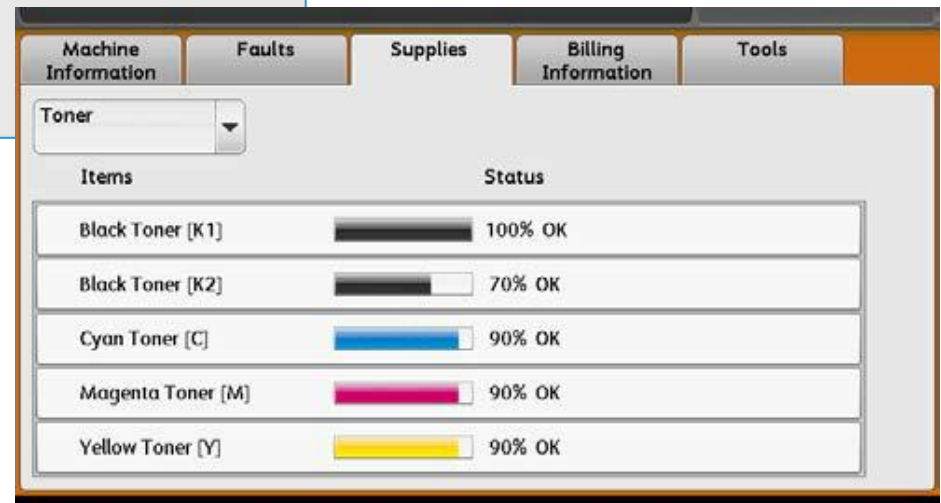 Machine Information
Faults
Supplies
Billing Information
Tools
Toner
Items Status
Black Toner [K1] 100% OK
Black Toner [K2] 70% OK
Cyan Toner [C] 90% OK
Magenta Toner [M] 90% OK
Yellow Toner [Y] 90% OK